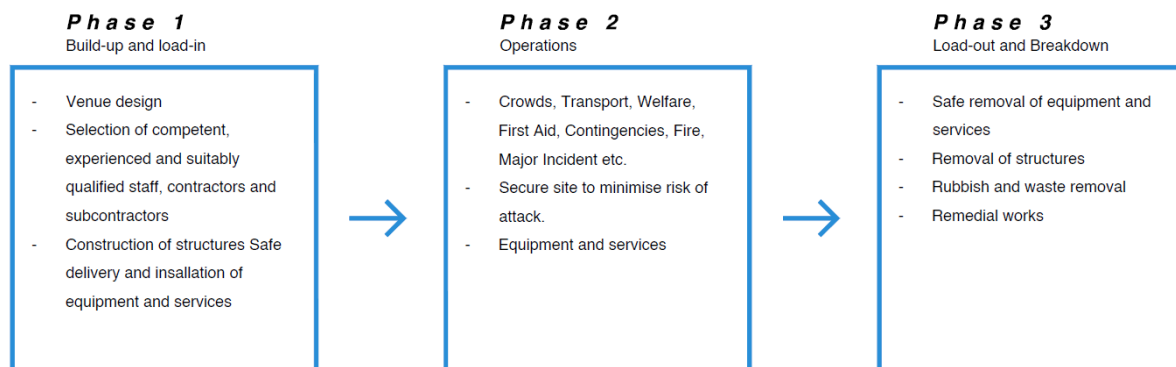 Phase 1
Build-up and load-in
- Venue design
- Selection of competent,
experienced and suitably
qualified staff, contractors and
subcontractors
- Construction of structures Safe
delivery and insallation of
equipment and services
Phase 2
Operations
- Crowds, Transport, Welfare,
First Aid, Contingencies, Fire,
Major Incident etc.
- Secure site to minimise risk of
attack.
- Equipment and services
Phase 3
Load-out and Breakdown
- Safe removal of equipment and
services
- Removal of structures
- Rubbish and waste removal
- Remedial works